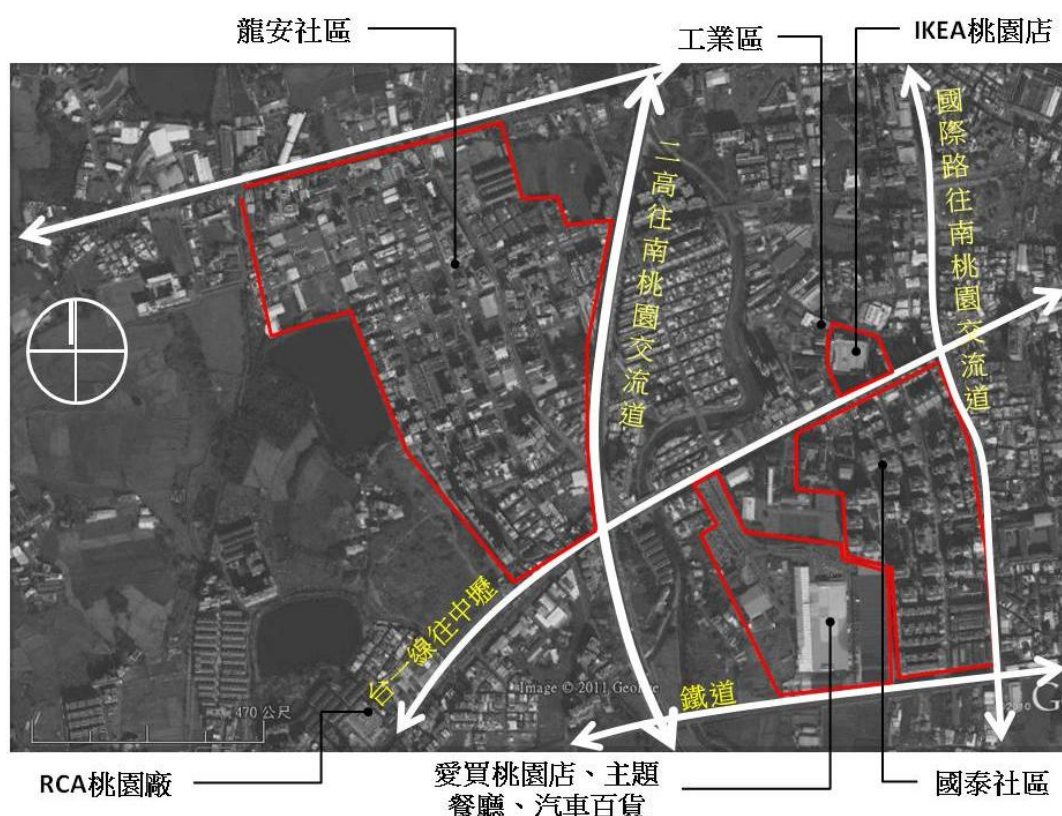 龍安社區
工業區
IKEA桃園店
二高往南桃園交流道
國際路往南桃園交流道
台一線往中壢
鐵道
Image © 2011 GeoEye
470 公尺
RCA桃園廠
愛買桃園店、主題
餐廳、汽車百貨
國泰社區